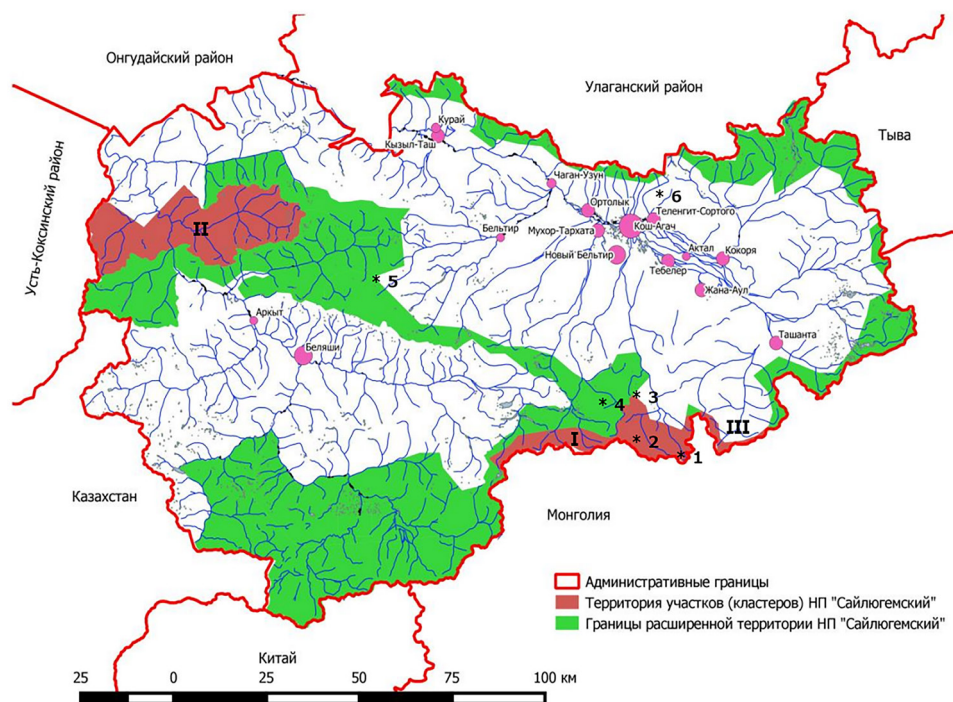 Онгудайский район
Улаганский район
Тыва
Усть-Коксинский район
Курай
Кызыл-Таш
Чаган-Узун
* 6
Ортолык
Теленгит-Сортого
Мухор-Тархата
Кош-Агач
Бельтир
II
Новый Бельтир
Актал
Кокоря
Тебелер
* 5
Жана-Аул
Аркыт
Ташанта
Беляши
* 3
* 4
III
I
* 2
* 1
Казахстан
Монголия
Административные границы
Территория участков (кластеров) НП "Сайлюгемский"
Границы расширенной территории НП "Сайлюгемский"
Китай
25 0 25 50 75 100 км